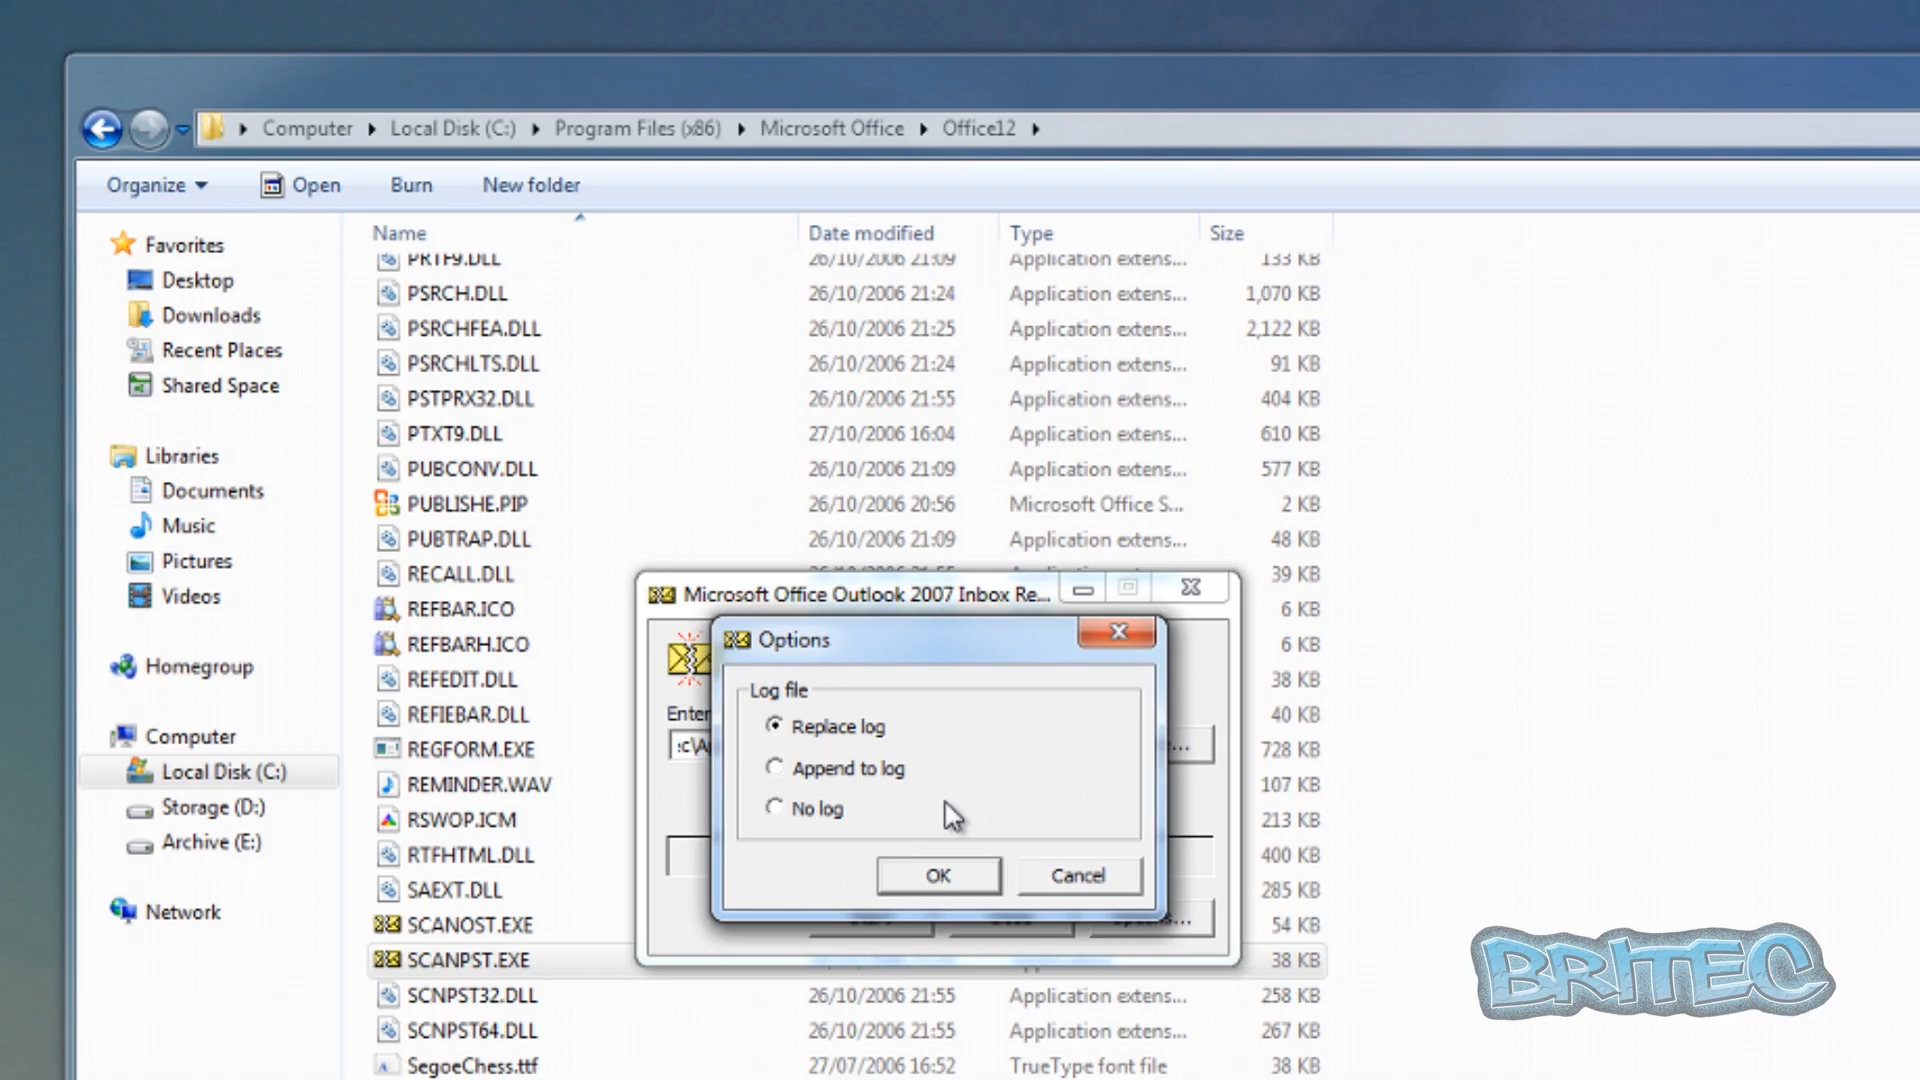 Computer Local Disk (C:) Program Files (x86) Microsoft Office Office12
Organize Open Burn New folder
Name Date modified Type Size
Favorites
Desktop
Downloads
Recent Places
Shared Space
Libraries
Documents
Music
Pictures
Videos
Homegroup
Computer
Local Disk (C:)
Storage (D:)
Archive (E:)
Network
PRTF9.DLL 26/10/2006 21:09 Application extens... 133 KB
PSRCH.DLL 26/10/2006 21:24 Application extens... 1,070 KB
PSRCHFEA.DLL 26/10/2006 21:25 Application extens... 2,122 KB
PSRCHLTS.DLL 26/10/2006 21:24 Application extens... 91 KB
PSTPRX32.DLL 26/10/2006 21:55 Application extens... 404 KB
PTXT9.DLL 27/10/2006 16:04 Application extens... 610 KB
PUBCONV.DLL 26/10/2006 21:09 Application extens... 577 KB
PUBLISHE.PIP 26/10/2006 20:56 Microsoft Office S... 2 KB
PUBTRAP.DLL 26/10/2006 21:09 Application extens... 48 KB
RECALL.DLL 39 KB
REFBAR.ICO 6 KB
REFBARH.ICO 6 KB
REFEDIT.DLL 38 KB
REFIEBAR.DLL 40 KB
REGFORM.EXE 728 KB
REMINDER.WAV 107 KB
RSWOP.ICM 213 KB
RTFHTML.DLL 400 KB
SAEXT.DLL 285 KB
SCANOST.EXE 54 KB
SCANPST.EXE 38 KB
SCNPST32.DLL 26/10/2006 21:55 Application extens... 258 KB
SCNPST64.DLL 26/10/2006 21:55 Application extens... 267 KB
SegoeChess.ttf 27/07/2006 16:52 TrueType font file 38 KB
Microsoft Office Outlook 2007 Inbox Re...
Enter
Options
Log file
Replace log
Append to log
No log
OK Cancel
BRITEC